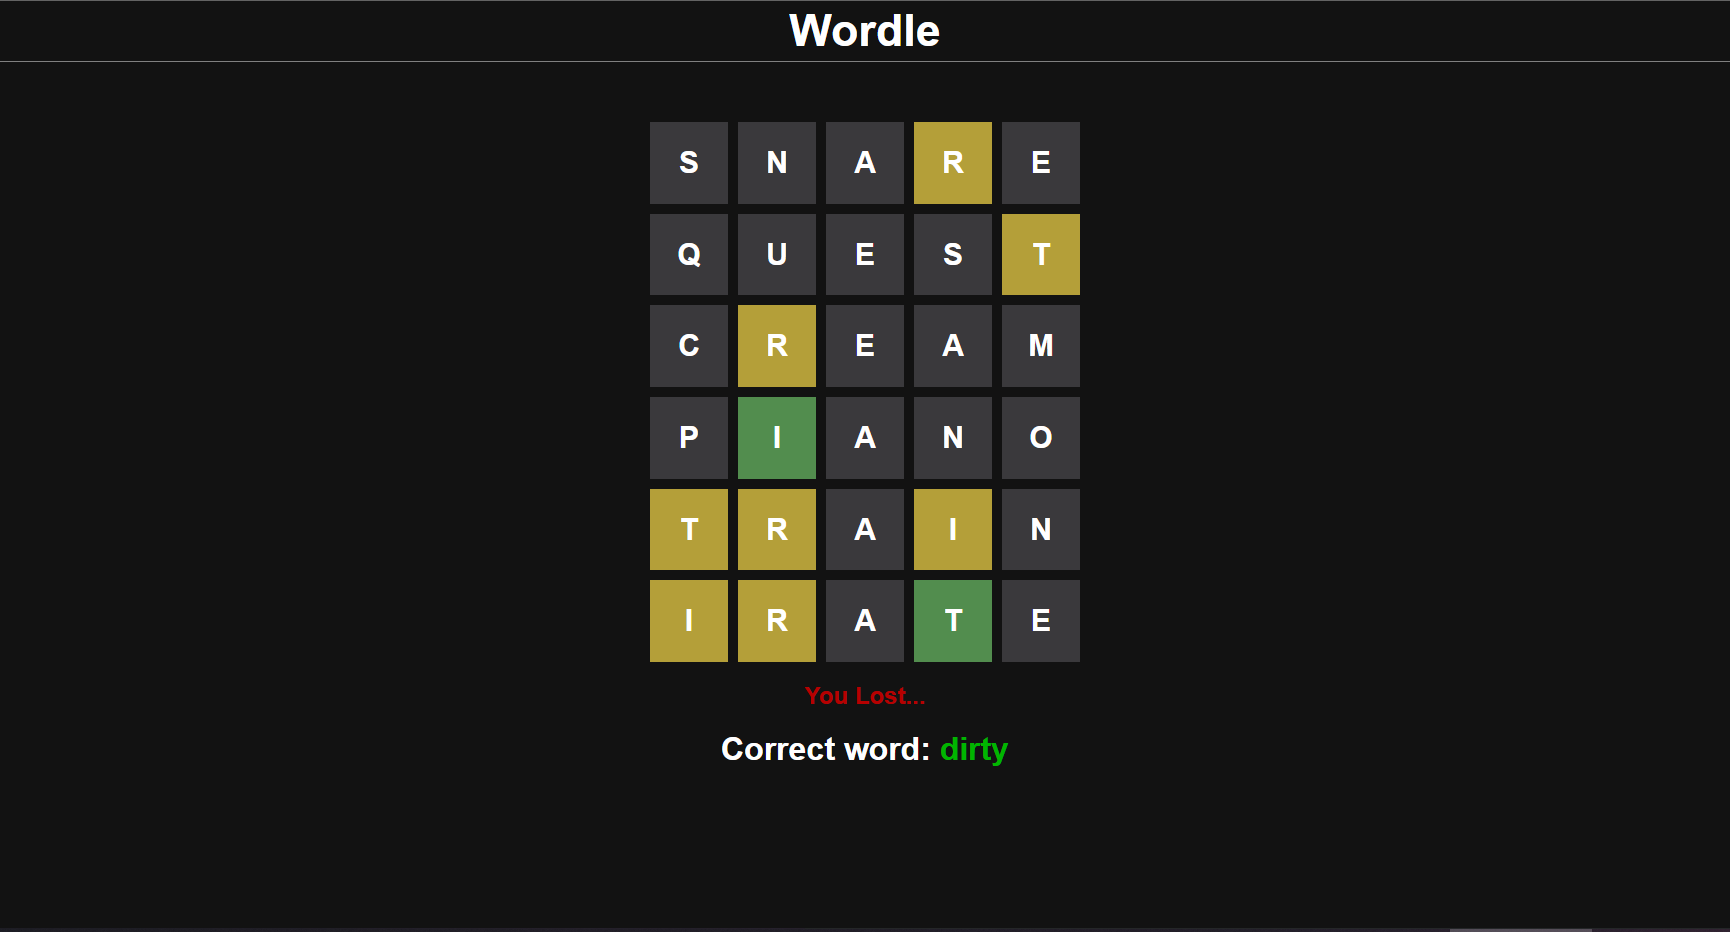 Wordle
S N A R E
Q U E S T
C R E A M
P I A N O
T R A I N
I R A T E
You Lost...
Correct word: dirty